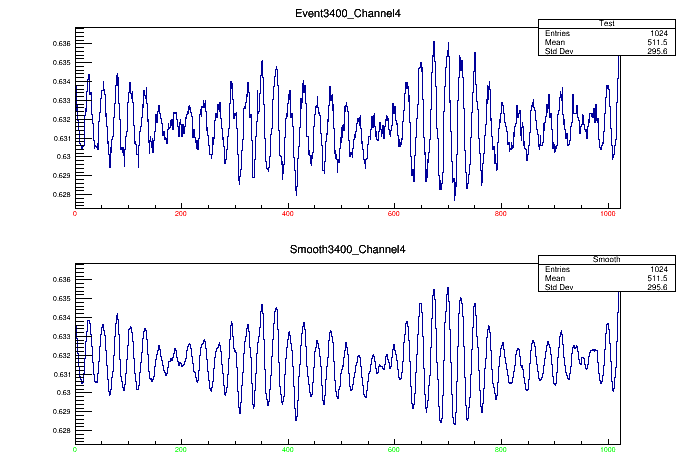 Event3400_Channel4
Test
Entries 1024
Mean 511.5
Std Dev 295.6
0.636
0.635
0.634
0.633
0.632
0.631
0.63
0.629
0.628
0 200 400 600 800 1000
Smooth3400_Channel4
Smooth
Entries 1024
Mean 511.5
Std Dev 295.6
0.636
0.635
0.634
0.633
0.632
0.631
0.63
0.629
0.628
0 200 400 600 800 1000